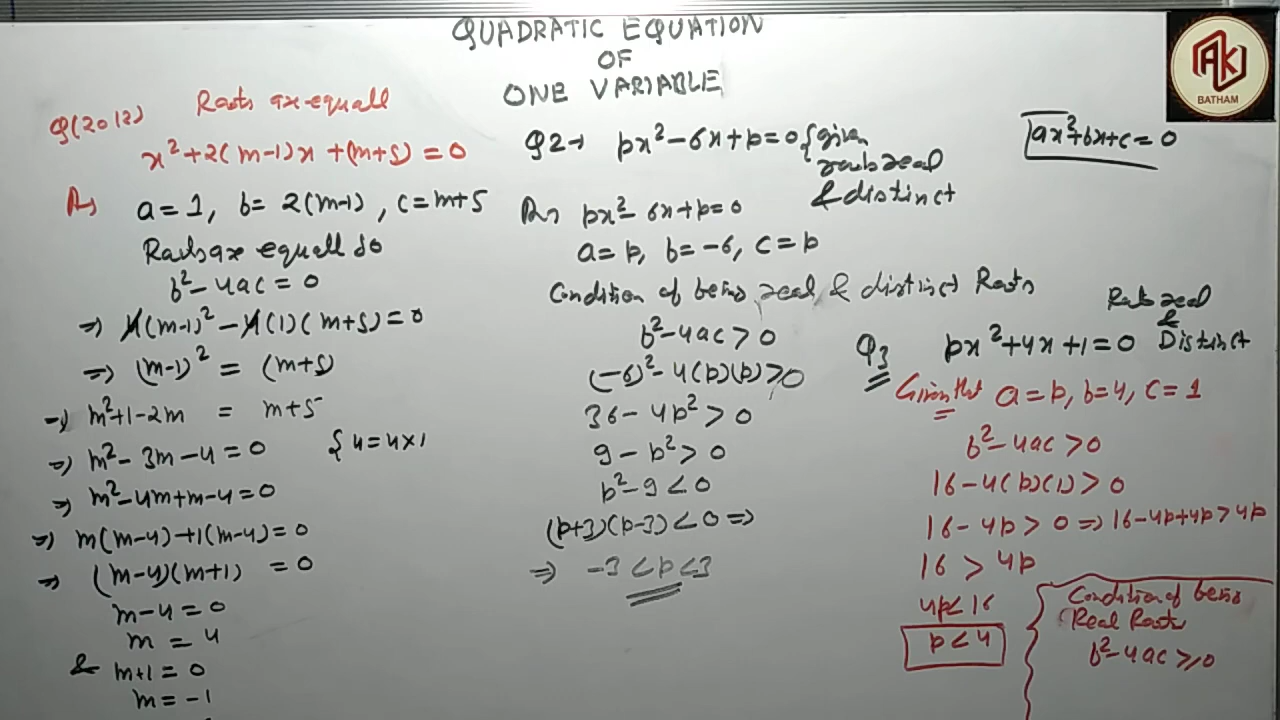 QUADRATIC EQUATION
OF
ONE VARIABLE
AK
BATHAM
ax²+bx+c=0
Q(2012) Roots are equall
x²+2(m-1)x+(m+5)=0
Ans a=1, b=2(m-1), c=m+5
Roots are equall so
b²-4ac=0
⇒ 4(m-1)²-4(1)(m+5)=0
⇒ (m-1)² = (m+5)
⇒ m²+1-2m = m+5
⇒ m²-3m-4=0 {4=4×1
⇒ m²-4m+m-4=0
⇒ m(m-4)+1(m-4)=0
⇒ (m-4)(m+1) =0
m-4=0
m = 4
& m+1=0
m=-1
Q2→ px²-6x+p=0 {given
roots real
& distinct
Ans px²-6x+p=0
a=p, b=-6, c=p
Condition of being real & distinct Roots
b²-4ac>0
(-6)²-4(p)(p)>0
36-4p²>0
9-p²>0
p²-9<0
(p+3)(p-3)<0 ⇒
⇒ -3<p<3
Roots real
&
Q3 px²+4x+1=0 Distinct
Given that a=p, b=4, c=1
b²-4ac>0
16-4(p)(1)>0
16-4p>0 ⇒ 16-4p+4p>4p
16>4p
4p<16
p<4
Condition of being
Real Roots
b²-4ac≥0